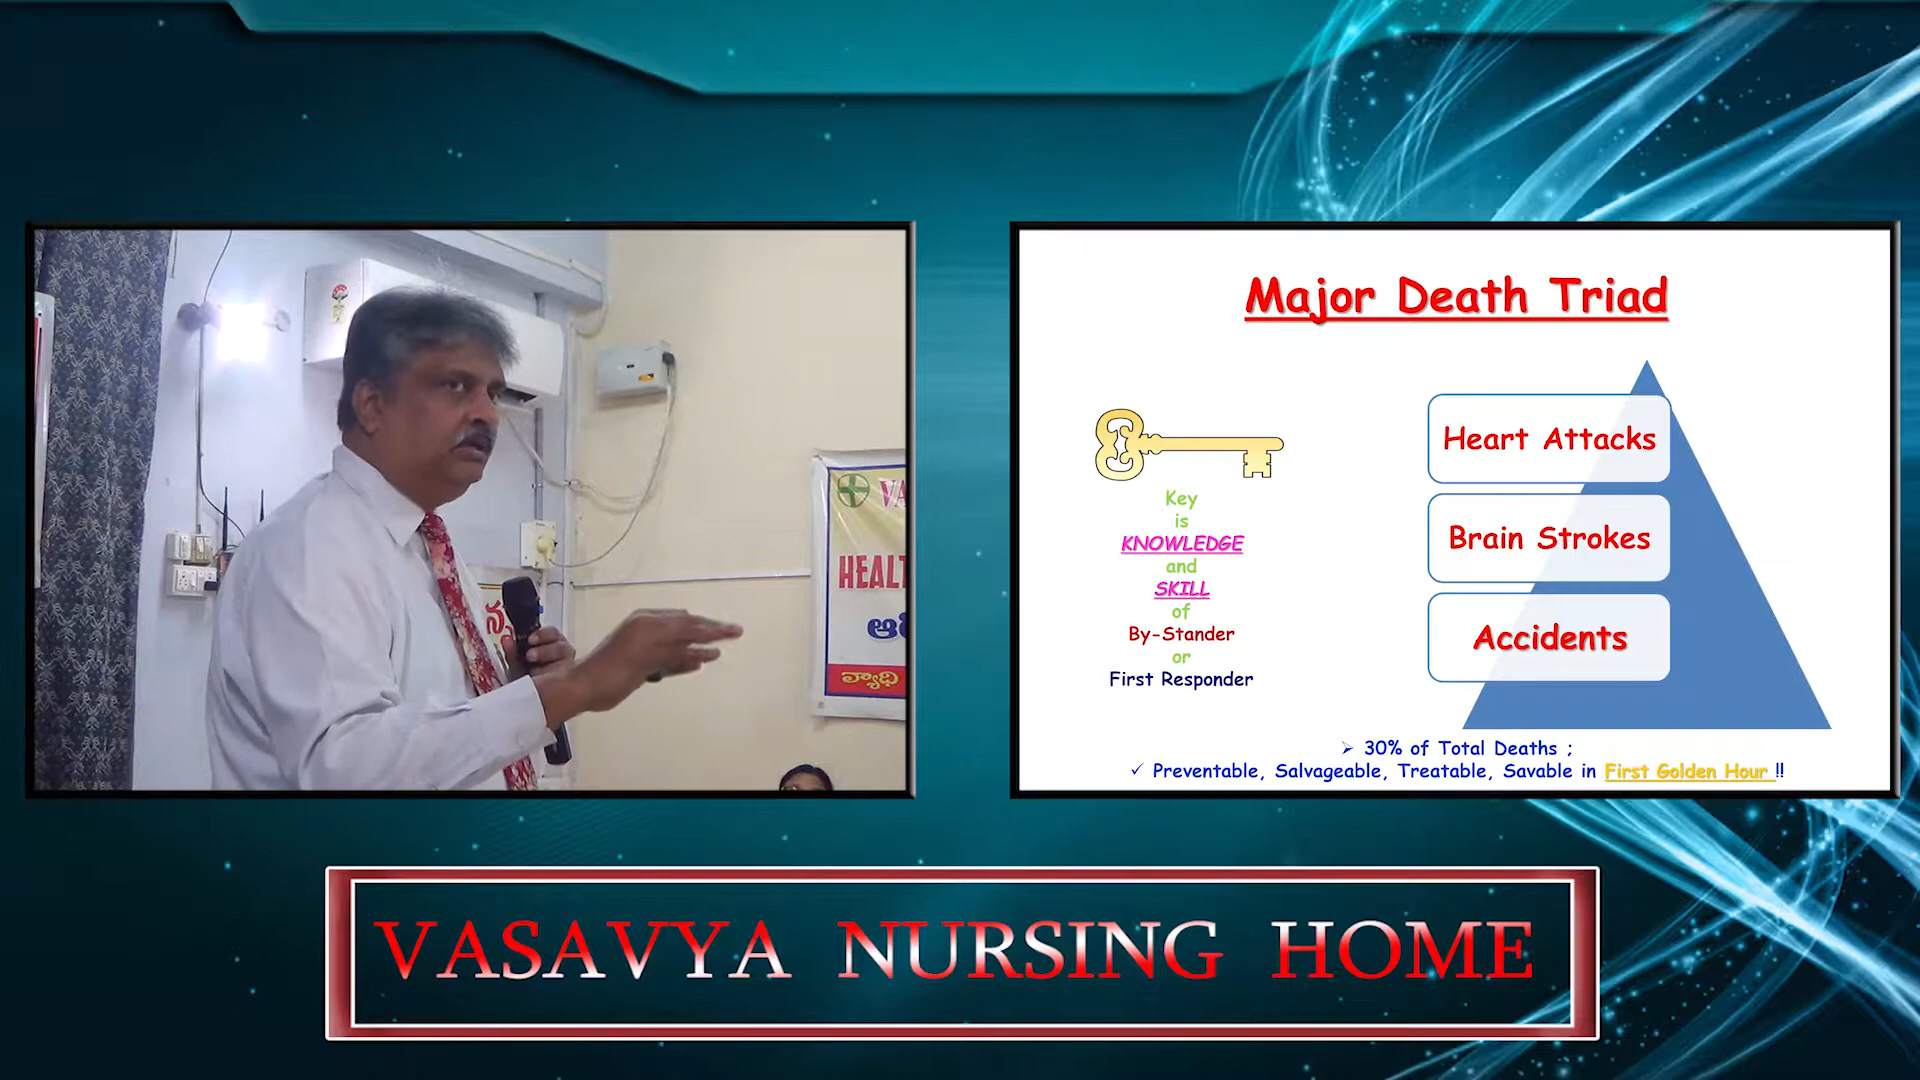 Major Death Triad
Key
is
KNOWLEDGE
and
SKILL
of
By-Stander
or
First Responder
Heart Attacks
Brain Strokes
Accidents
➢ 30% of Total Deaths ;
✓ Preventable, Salvageable, Treatable, Savable in First Golden Hour !!
వ్యాధి
VASAVYA NURSING HOME